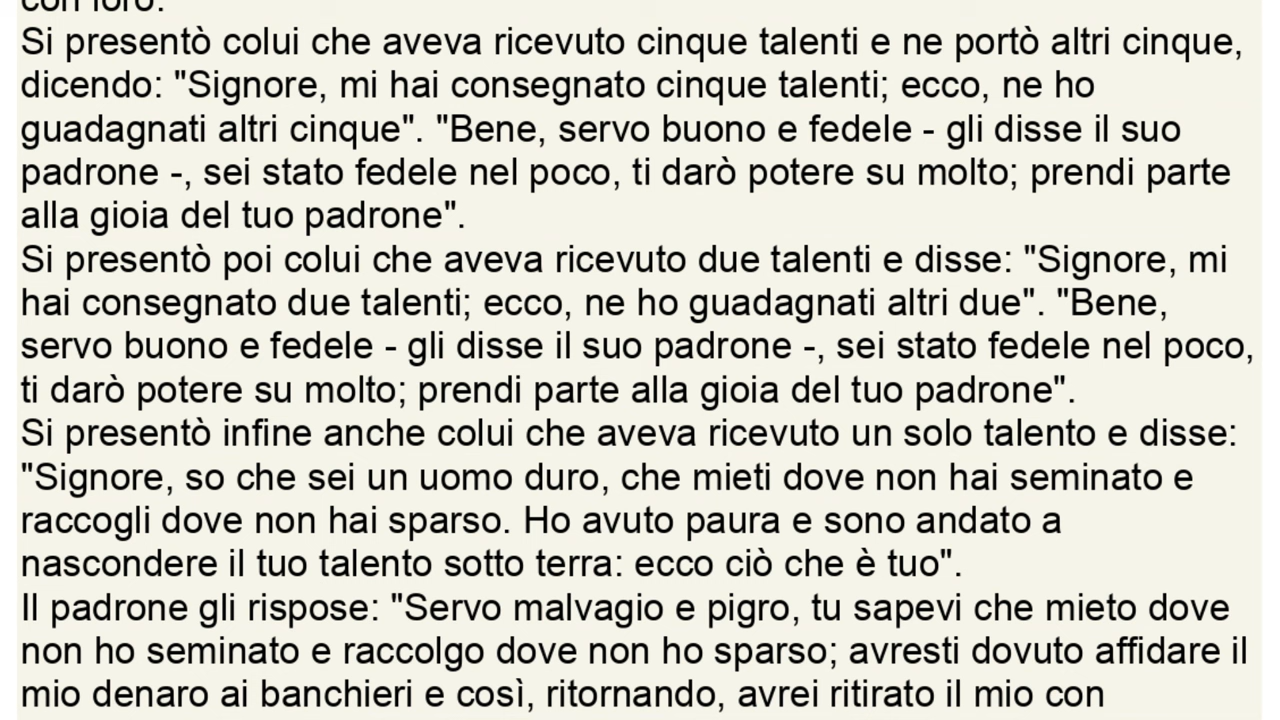 con loro.
Si presentò colui che aveva ricevuto cinque talenti e ne portò altri cinque,
dicendo: "Signore, mi hai consegnato cinque talenti; ecco, ne ho
guadagnati altri cinque". "Bene, servo buono e fedele - gli disse il suo
padrone -, sei stato fedele nel poco, ti darò potere su molto; prendi parte
alla gioia del tuo padrone".
Si presentò poi colui che aveva ricevuto due talenti e disse: "Signore, mi
hai consegnato due talenti; ecco, ne ho guadagnati altri due". "Bene,
servo buono e fedele - gli disse il suo padrone -, sei stato fedele nel poco,
ti darò potere su molto; prendi parte alla gioia del tuo padrone".
Si presentò infine anche colui che aveva ricevuto un solo talento e disse:
"Signore, so che sei un uomo duro, che mieti dove non hai seminato e
raccogli dove non hai sparso. Ho avuto paura e sono andato a
nascondere il tuo talento sotto terra: ecco ciò che è tuo".
Il padrone gli rispose: "Servo malvagio e pigro, tu sapevi che mieto dove
non ho seminato e raccolgo dove non ho sparso; avresti dovuto affidare il
mio denaro ai banchieri e così, ritornando, avrei ritirato il mio con